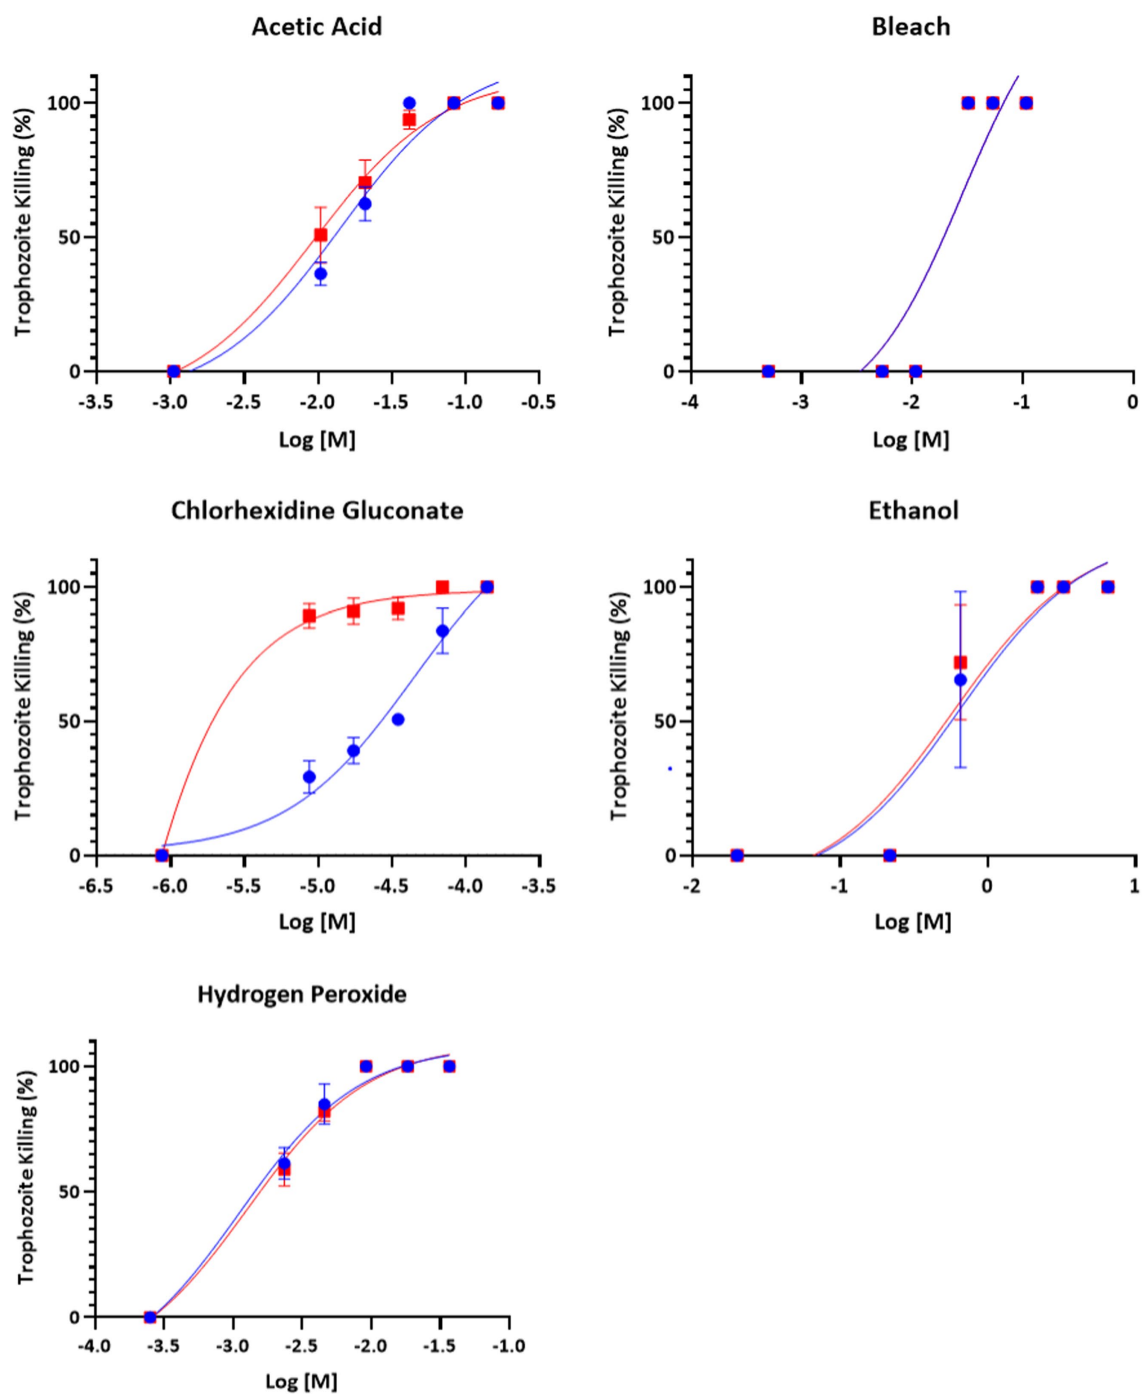 Acetic Acid
Trophozoite Killing (%)
100
50
0
-3.5 -3.0 -2.5 -2.0 -1.5 -1.0 -0.5
Log [M]
Bleach
Trophozoite Killing (%)
100
50
0
-4 -3 -2 -1 0
Log [M]
Chlorhexidine Gluconate
Trophozoite Killing (%)
100
50
0
-6.5 -6.0 -5.5 -5.0 -4.5 -4.0 -3.5
Log [M]
Ethanol
Trophozoite Killing (%)
100
50
0
-2 -1 0 1
Log [M]
Hydrogen Peroxide
Trophozoite Killing (%)
100
50
0
-4.0 -3.5 -3.0 -2.5 -2.0 -1.5 -1.0
Log [M]